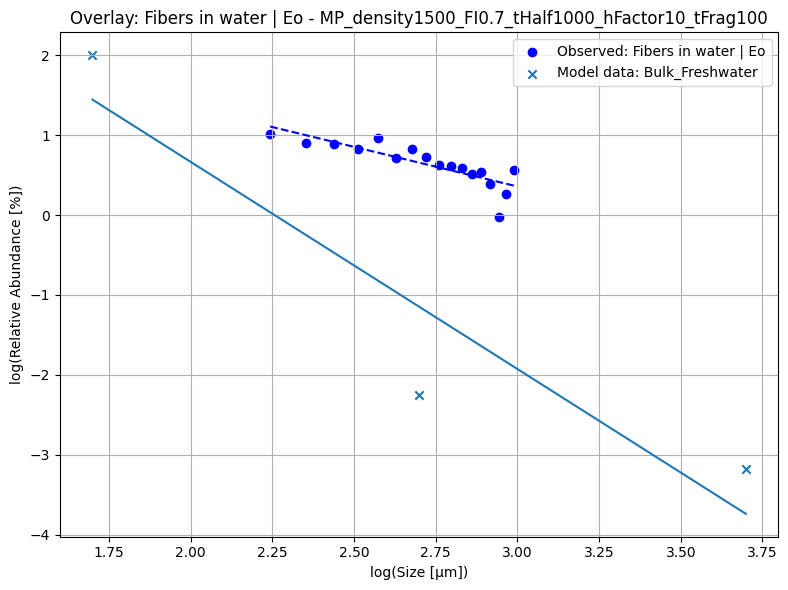 Overlay: Fibers in water | Eo - MP_density1500_FI0.7_tHalf1000_hFactor10_tFrag100
Observed: Fibers in water | Eo
Model data: Bulk_Freshwater
log(Relative Abundance [%])
2
1
0
−1
−2
−3
−4
1.75 2.00 2.25 2.50 2.75 3.00 3.25 3.50 3.75
log(Size [µm])